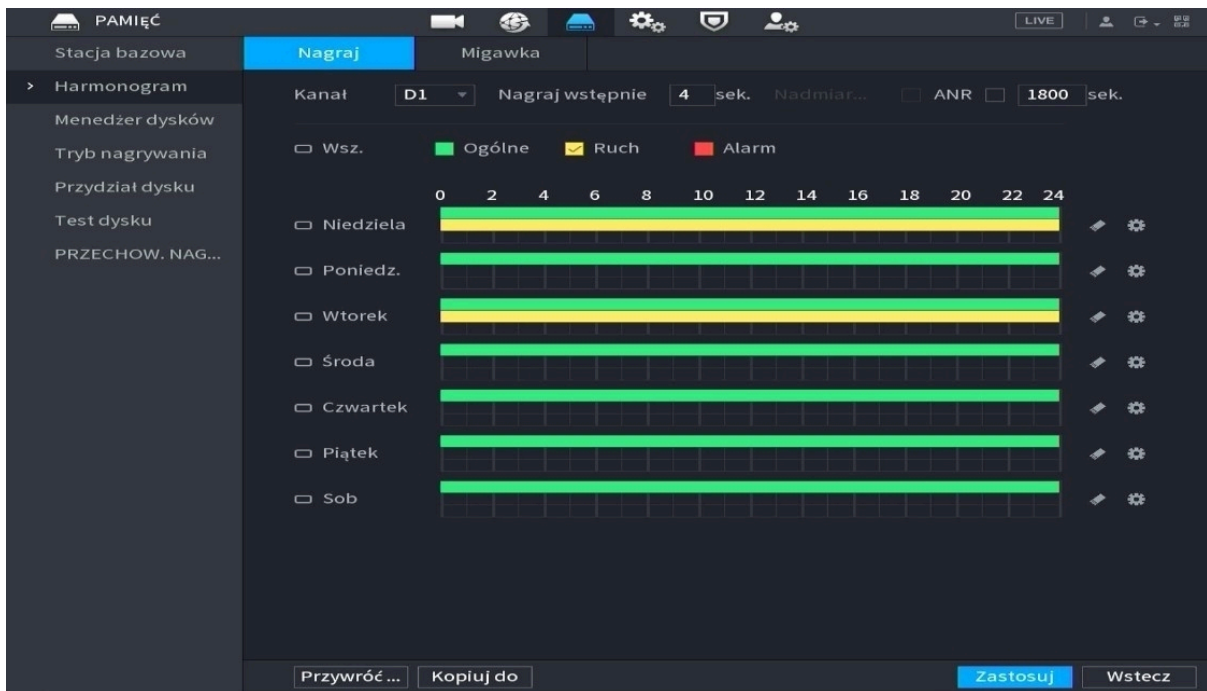 PAMIĘĆ LIVE
Stacja bazowa
Harmonogram
Menedżer dysków
Tryb nagrywania
Przydział dysku
Test dysku
PRZECHOW. NAG...
Nagraj Migawka
Kanał D1 Nagraj wstępnie 4 sek. Nadmiar... ANR 1800 sek.
Wsz. Ogólne Ruch Alarm
0 2 4 6 8 10 12 14 16 18 20 22 24
Niedziela
Poniedz.
Wtorek
Środa
Czwartek
Piątek
Sob
Przywróć ... Kopiuj do Zastosuj Wstecz